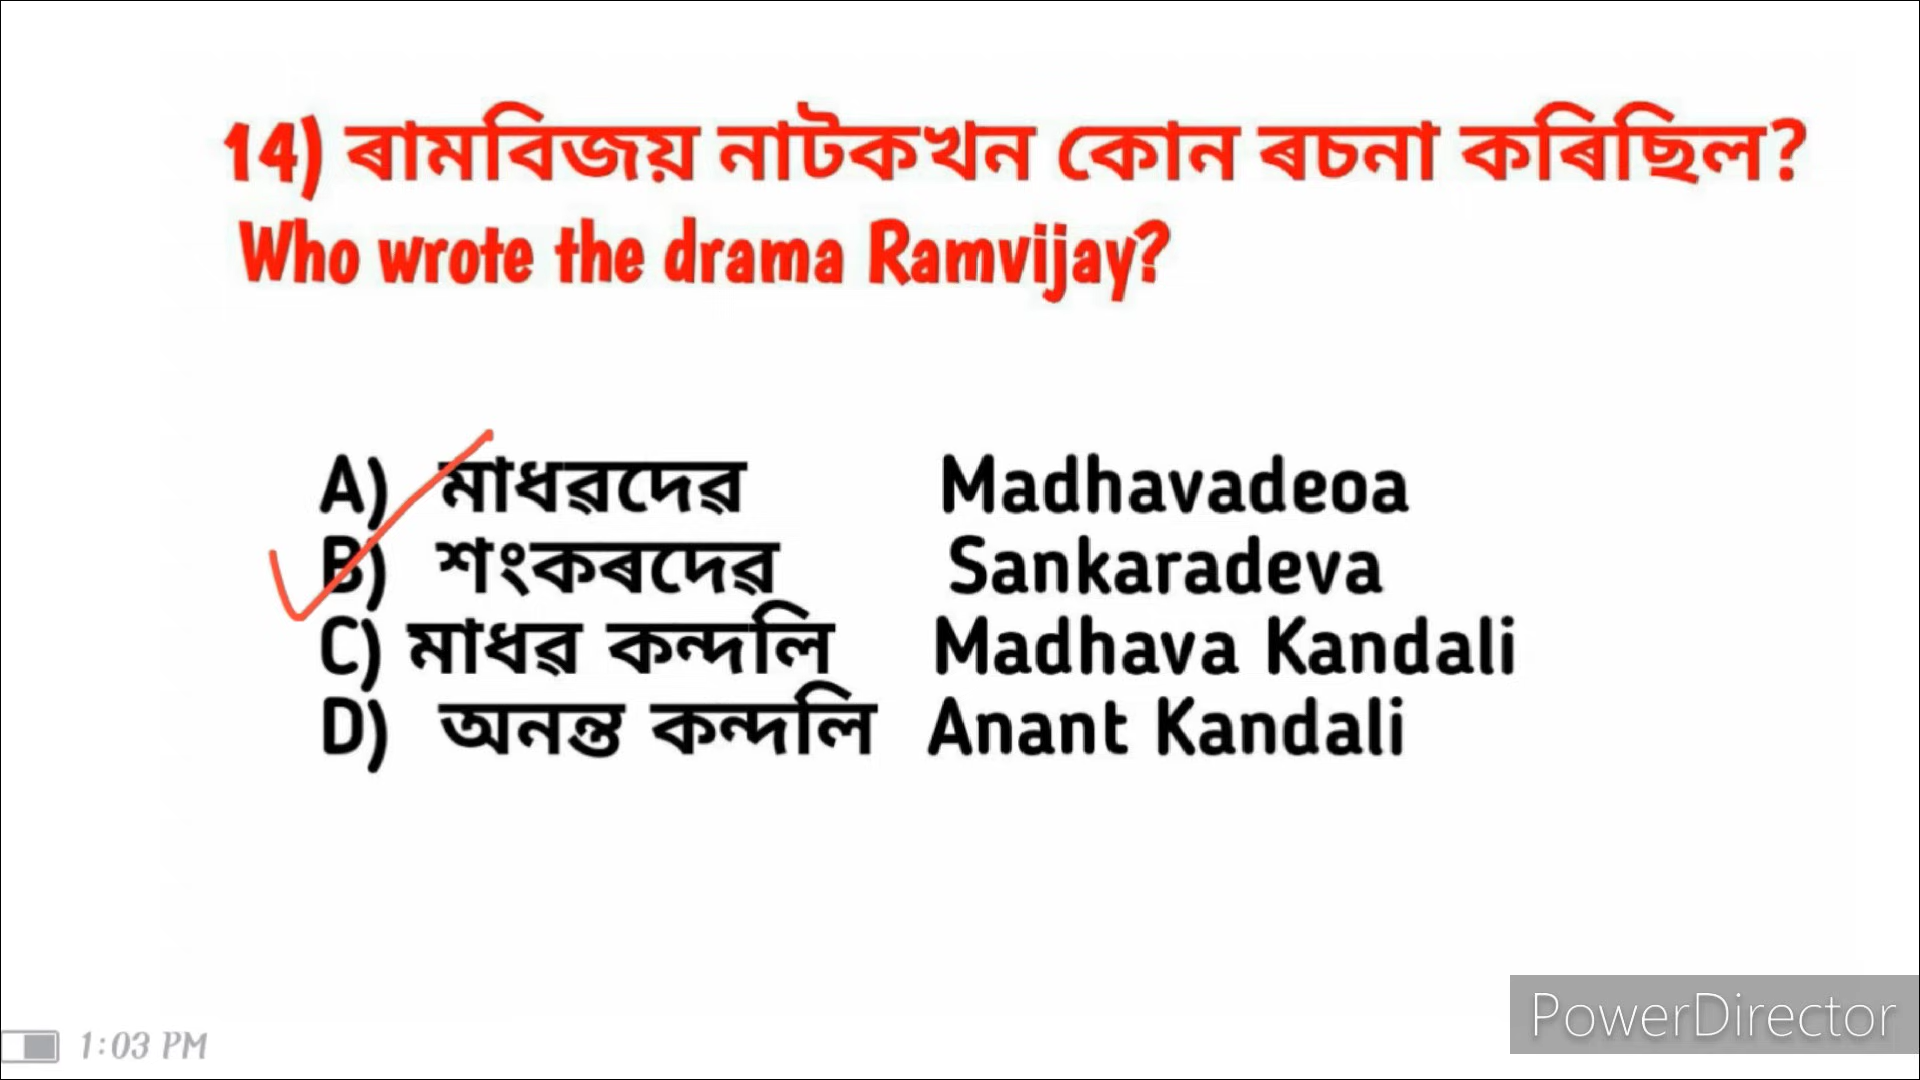 14) ৰামবিজয় নাটকখন কোন ৰচনা কৰিছিল?
Who wrote the drama Ramvijay?
A) মাধৱদেৱ Madhavadeoa
B) শংকৰদেৱ Sankaradeva
C) মাধৱ কন্দলি Madhava Kandali
D) অনন্ত কন্দলি Anant Kandali
1:03 PM
PowerDirector